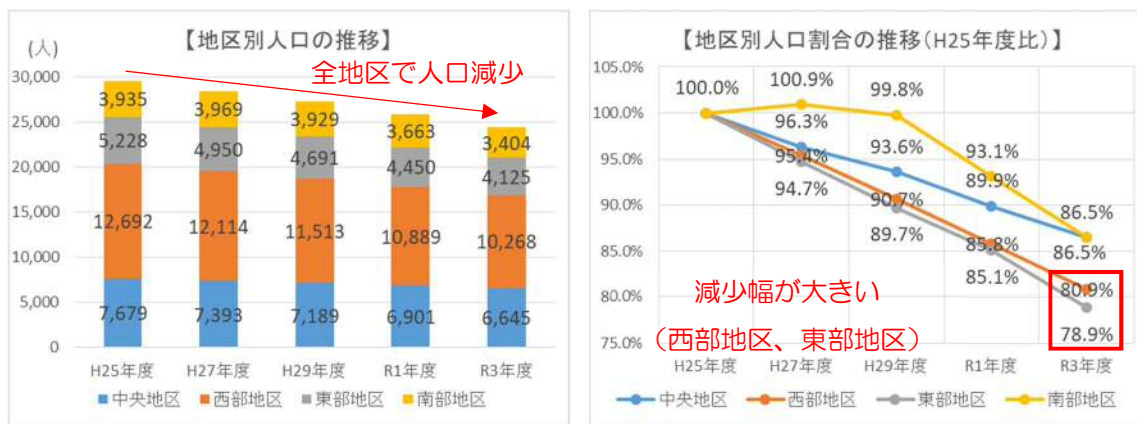 【地区別人口の推移】
(人)
全地区で人口減少
30,000
25,000
20,000
15,000
10,000
5,000
0
3,935
3,969
3,929
3,663
3,404
5,228
4,950
4,691
4,450
4,125
12,692
12,114
11,513
10,889
10,268
7,679
7,393
7,189
6,901
6,645
H25年度
H27年度
H29年度
R1年度
R3年度
中央地区
西部地区
東部地区
南部地区
【地区別人口割合の推移(H25年度比)】
105.0%
100.0%
95.0%
90.0%
85.0%
80.0%
75.0%
100.0%
100.9%
99.8%
96.3%
93.6%
93.1%
95.4%
89.9%
94.7%
90.7%
86.5%
89.7%
85.8%
86.5%
85.1%
80.9%
78.9%
減少幅が大きい
(西部地区、東部地区)
H25年度
H27年度
H29年度
R1年度
R3年度
中央地区
西部地区
東部地区
南部地区